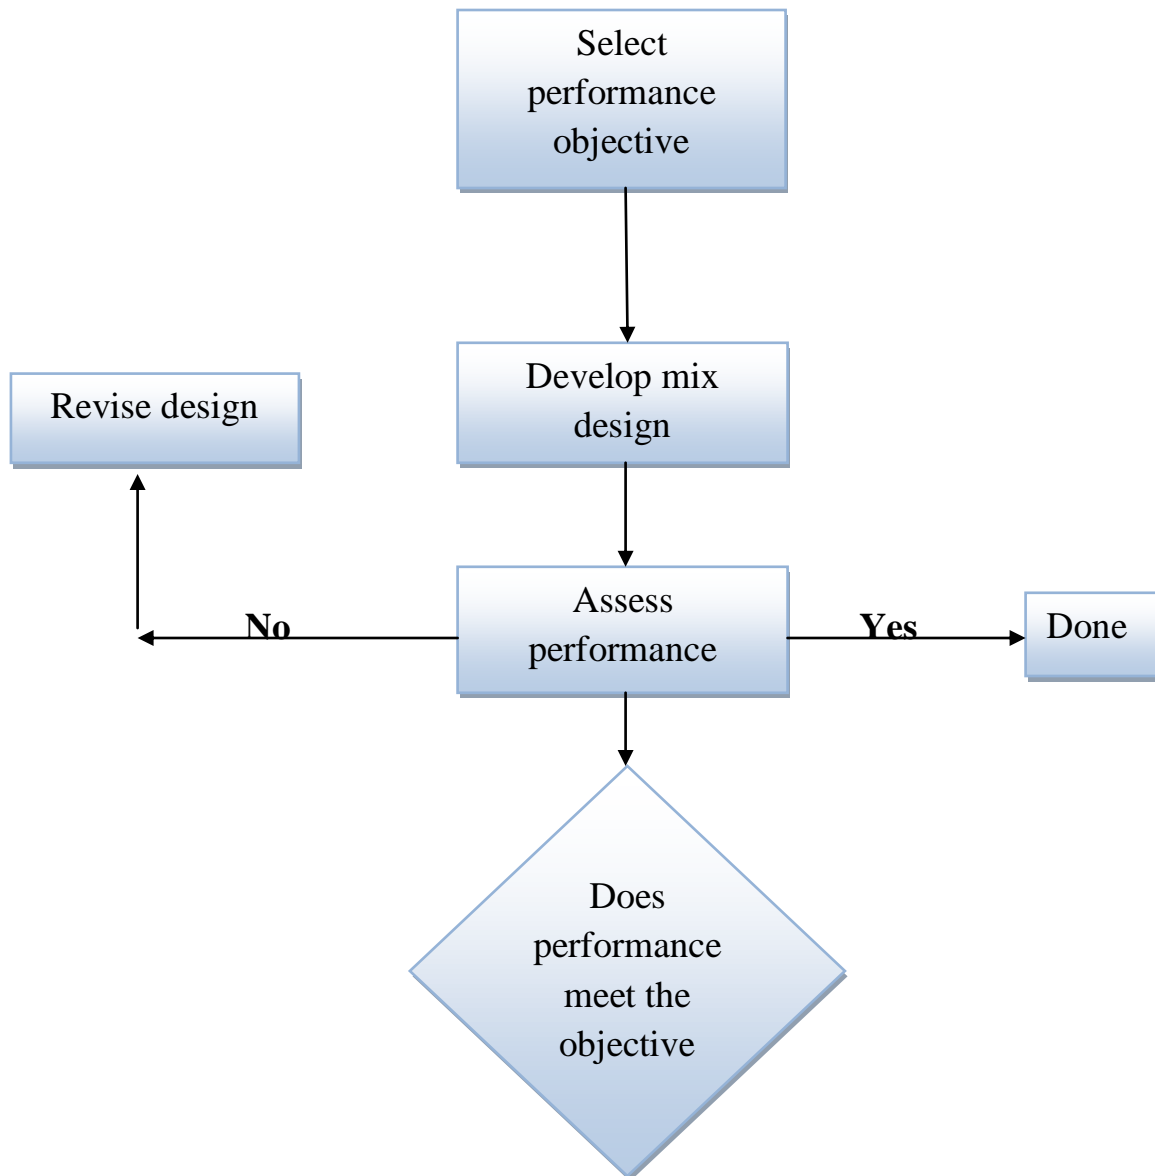 Select
performance
objective
Develop mix
design
Revise design
Assess
performance
No
Yes
Done
Does
performance
meet the
objective